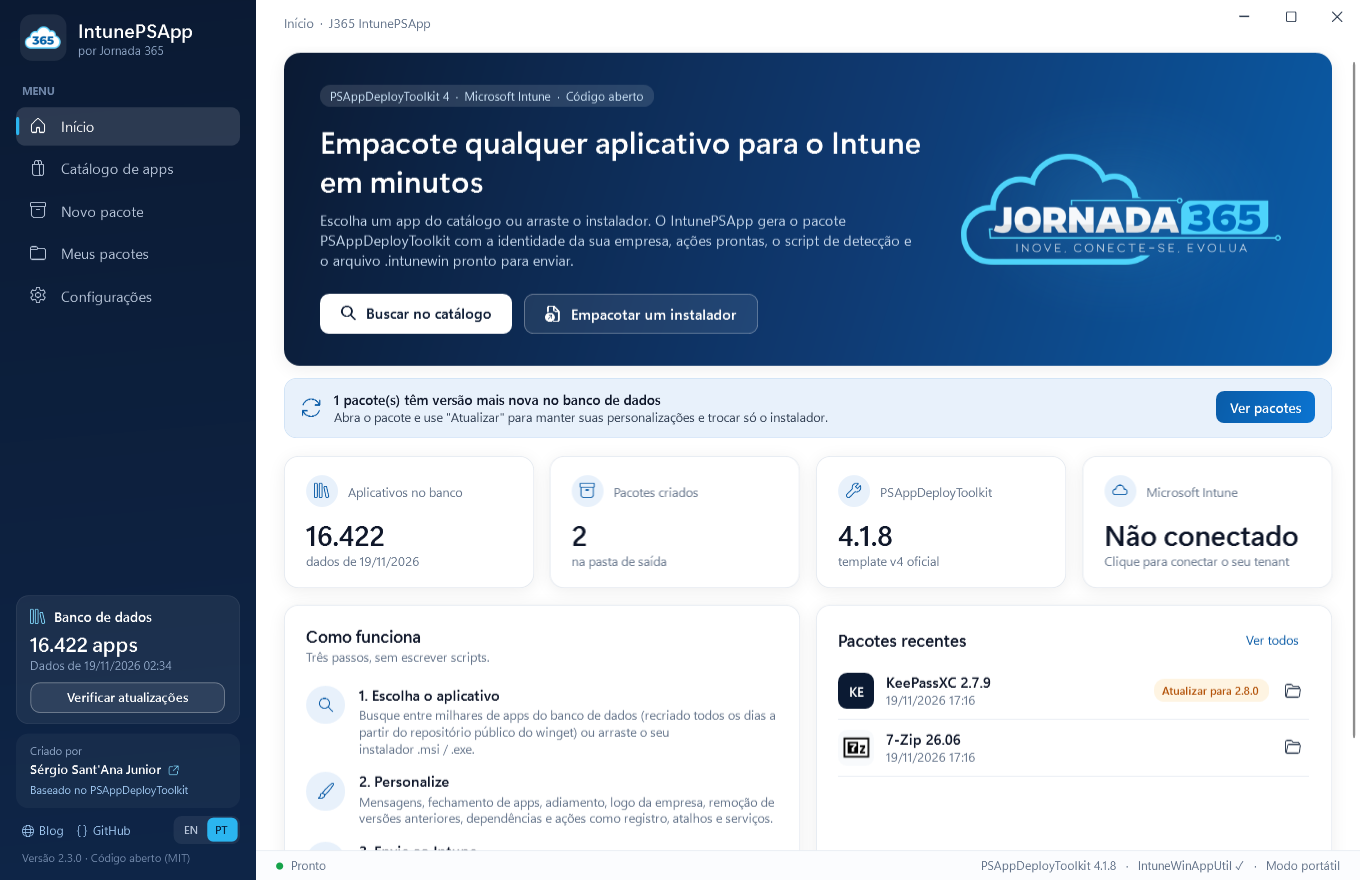 365
IntunePSApp
por Jornada 365
MENU
Início
Catálogo de apps
Novo pacote
Meus pacotes
Configurações
Banco de dados
16.422 apps
Dados de 19/11/2026 02:34
Verificar atualizações
Criado por
Sérgio Sant'Ana Junior
Baseado no PSAppDeployToolkit
Blog
GitHub
EN
PT
Versão 2.3.0 · Código aberto (MIT)
Início · J365 IntunePSApp
PSAppDeployToolkit 4 · Microsoft Intune · Código aberto
Empacote qualquer aplicativo para o Intune
em minutos
Escolha um app do catálogo ou arraste o instalador. O IntunePSApp gera o pacote
PSAppDeployToolkit com a identidade da sua empresa, ações prontas, o script de detecção e
o arquivo .intunewin pronto para enviar.
Buscar no catálogo
Empacotar um instalador
JORNADA 365
INOVE. CONECTE-SE. EVOLUA
1 pacote(s) têm versão mais nova no banco de dados
Abra o pacote e use "Atualizar" para manter suas personalizações e trocar só o instalador.
Ver pacotes
Aplicativos no banco
16.422
dados de 19/11/2026
Pacotes criados
2
na pasta de saída
PSAppDeployToolkit
4.1.8
template v4 oficial
Microsoft Intune
Não conectado
Clique para conectar o seu tenant
Como funciona
Três passos, sem escrever scripts.
1. Escolha o aplicativo
Busque entre milhares de apps do banco de dados (recriado todos os dias a
partir do repositório público do winget) ou arraste o seu
instalador .msi / .exe.
2. Personalize
Mensagens, fechamento de apps, adiamento, logo da empresa, remoção de
versões anteriores, dependências e ações como registro, atalhos e serviços.
Pacotes recentes
Ver todos
KE
KeePassXC 2.7.9
19/11/2026 17:16
Atualizar para 2.8.0
7z
7-Zip 26.06
19/11/2026 17:16
Pronto
PSAppDeployToolkit 4.1.8 · IntuneWinAppUtil ✓ · Modo portátil